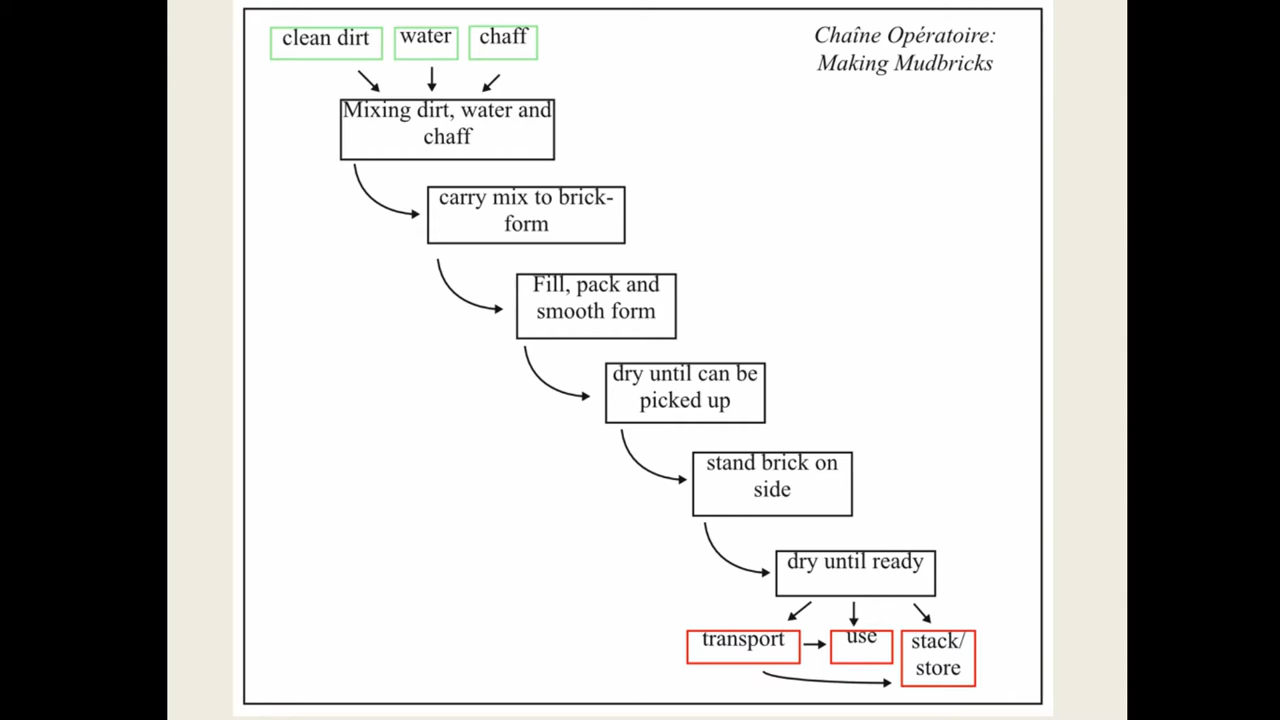 clean dirt
water
chaff
Chaîne Opératoire:
Making Mudbricks
Mixing dirt, water and
chaff
carry mix to brick-
form
Fill, pack and
smooth form
dry until can be
picked up
stand brick on
side
dry until ready
transport
use
stack/
store